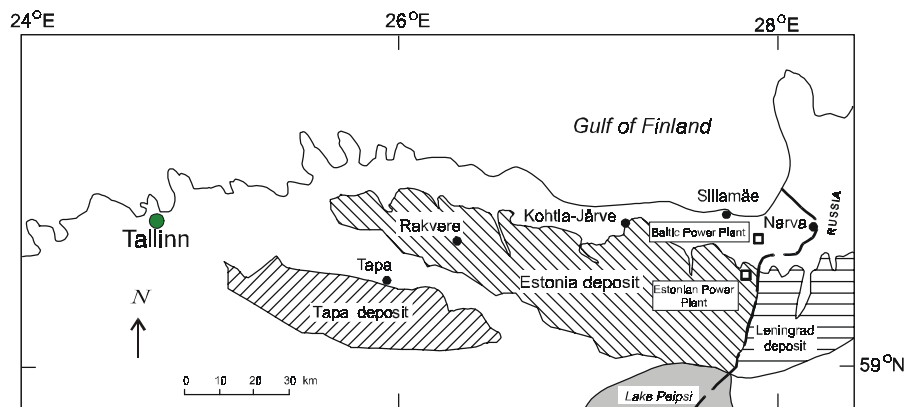 24°E
26°E
28°E
Gulf of Finland
Sillamäe
Kohtla-Järve
Narva
RUSSIA
Baltic Power Plant
Rakvere
Tallinn
Tapa
Estonia deposit
Estonian Power
Plant
Tapa deposit
N
Leningrad
deposit
59°N
0 10 20 30 km
Lake Peipsi